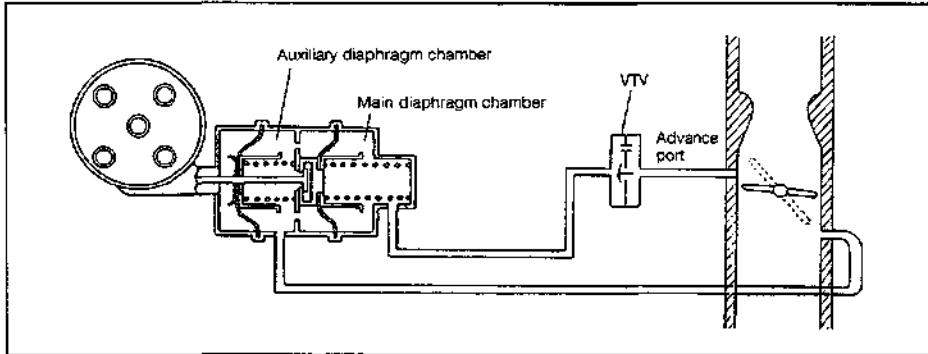 Auxiliary diaphragm chamber
Main diaphragm chamber
VTV
Advance
port